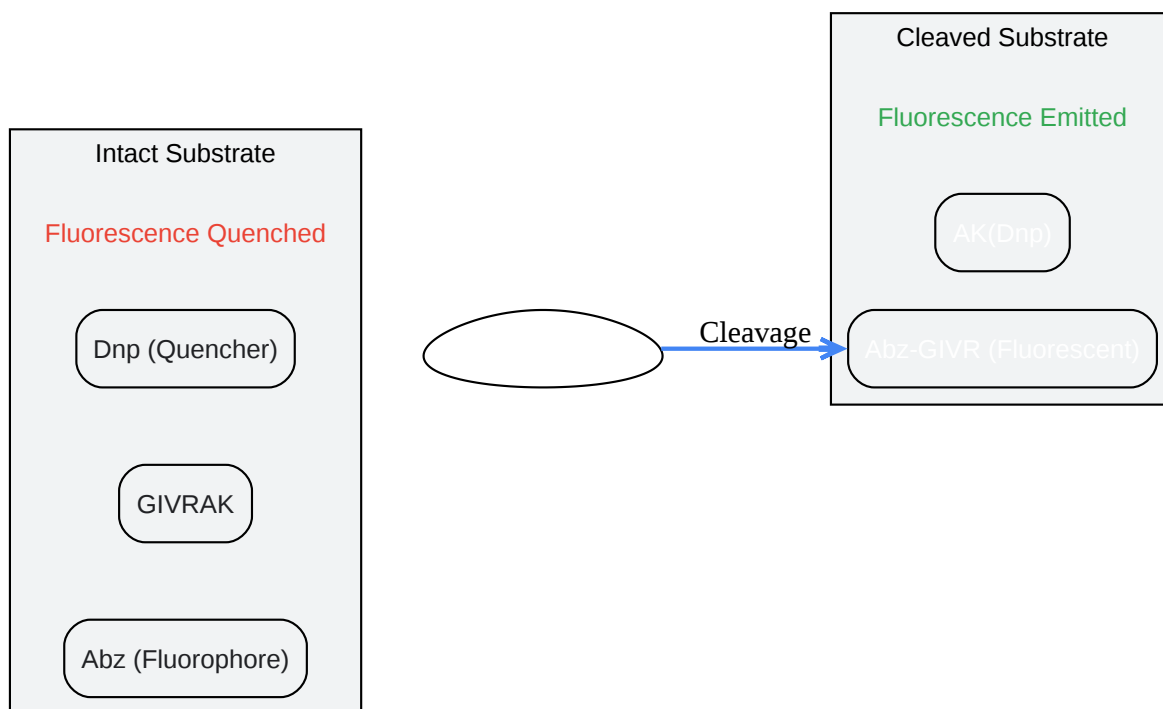 Intact Substrate
Fluorescence Quenched
Dnp (Quencher)
GIVRAK
Abz (Fluorophore)
Cleavage
Cleaved Substrate
Fluorescence Emitted
AK(Dnp)
Abz-GIVR (Fluorescent)